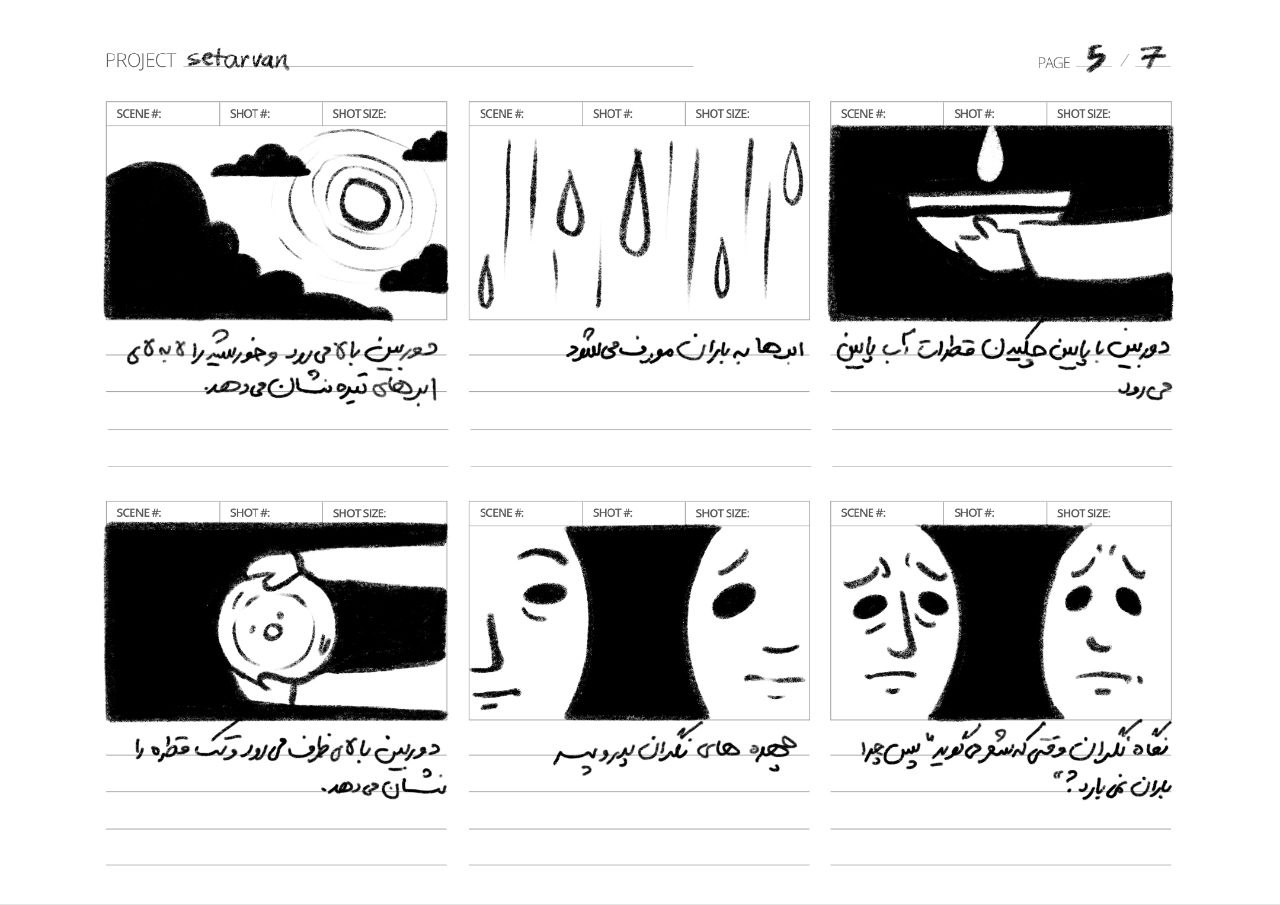 PROJECT setarvan
PAGE 5 / 7
SCENE #: SHOT #: SHOT SIZE:
دوربین بالا می‌رود و خورشید را لا به لای
ابرهای تیره نشان می‌دهد.
SCENE #: SHOT #: SHOT SIZE:
ابرها به باران مورف می‌شود
SCENE #: SHOT #: SHOT SIZE:
دوربین با پایین چکیدن قطرات آب پایین
می‌رود
SCENE #: SHOT #: SHOT SIZE:
دوربین بالای ظرف می‌رود و تک قطره را
نشان می‌دهد.
SCENE #: SHOT #: SHOT SIZE:
چهره های نگران پدر و پسر
SCENE #: SHOT #: SHOT SIZE:
نگاه نگران وقتی که شعر می‌گوید "پس چرا
باران نمی بارد؟"